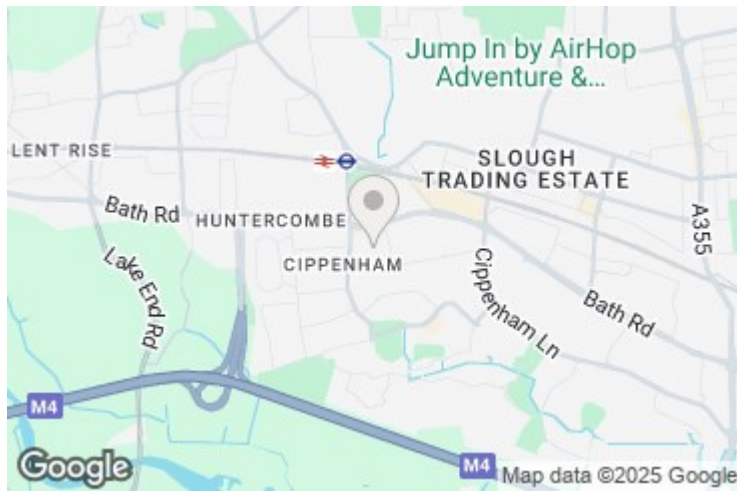 Jump In by AirHop
Adventure &...
LENT RISE
SLOUGH
TRADING ESTATE
Bath Rd
HUNTERCOMBE
A355
CIPPENHAM
Lake End Rd
Cippenham Ln
Bath Rd
M4
M4
Google
Map data ©2025 Google